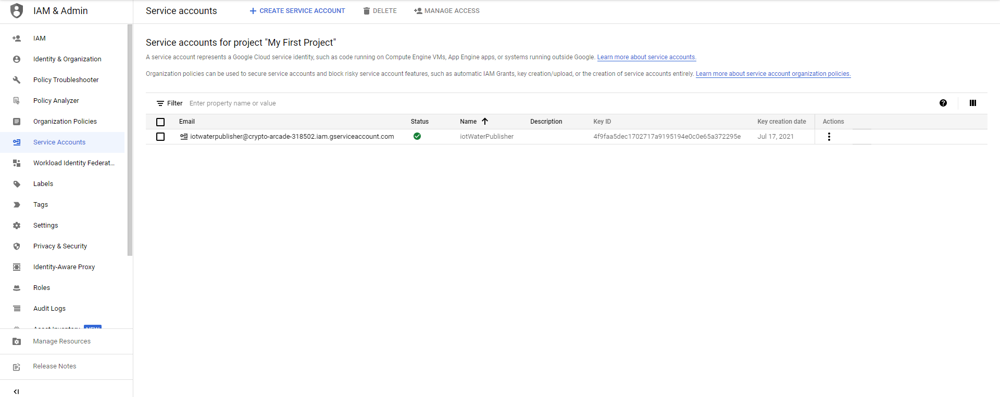 IAM & Admin
Service accounts
CREATE SERVICE ACCOUNT
DELETE
MANAGE ACCESS
IAM
Identity & Organization
Policy Troubleshooter
Policy Analyzer
Organization Policies
Service Accounts
Workload Identity Federat...
Labels
Tags
Settings
Privacy & Security
Identity-Aware Proxy
Roles
Audit Logs
Asset Inventory NEW
Manage Resources
Release Notes
Service accounts for project "My First Project"
A service account represents a Google Cloud service identity, such as code running on Compute Engine VMs, App Engine apps, or systems running outside Google. Learn more about service accounts.
Organization policies can be used to secure service accounts and block risky service account features, such as automatic IAM Grants, key creation/upload, or the creation of service accounts entirely. Learn more about service account organization policies.
Filter Enter property name or value
Email Status Name Description Key ID Key creation date Actions
iotwaterpublisher@crypto-arcade-318502.iam.gserviceaccount.com iotWaterPublisher 4f9faa5dec1702717a9195194e0c0e65a372295e Jul 17, 2021